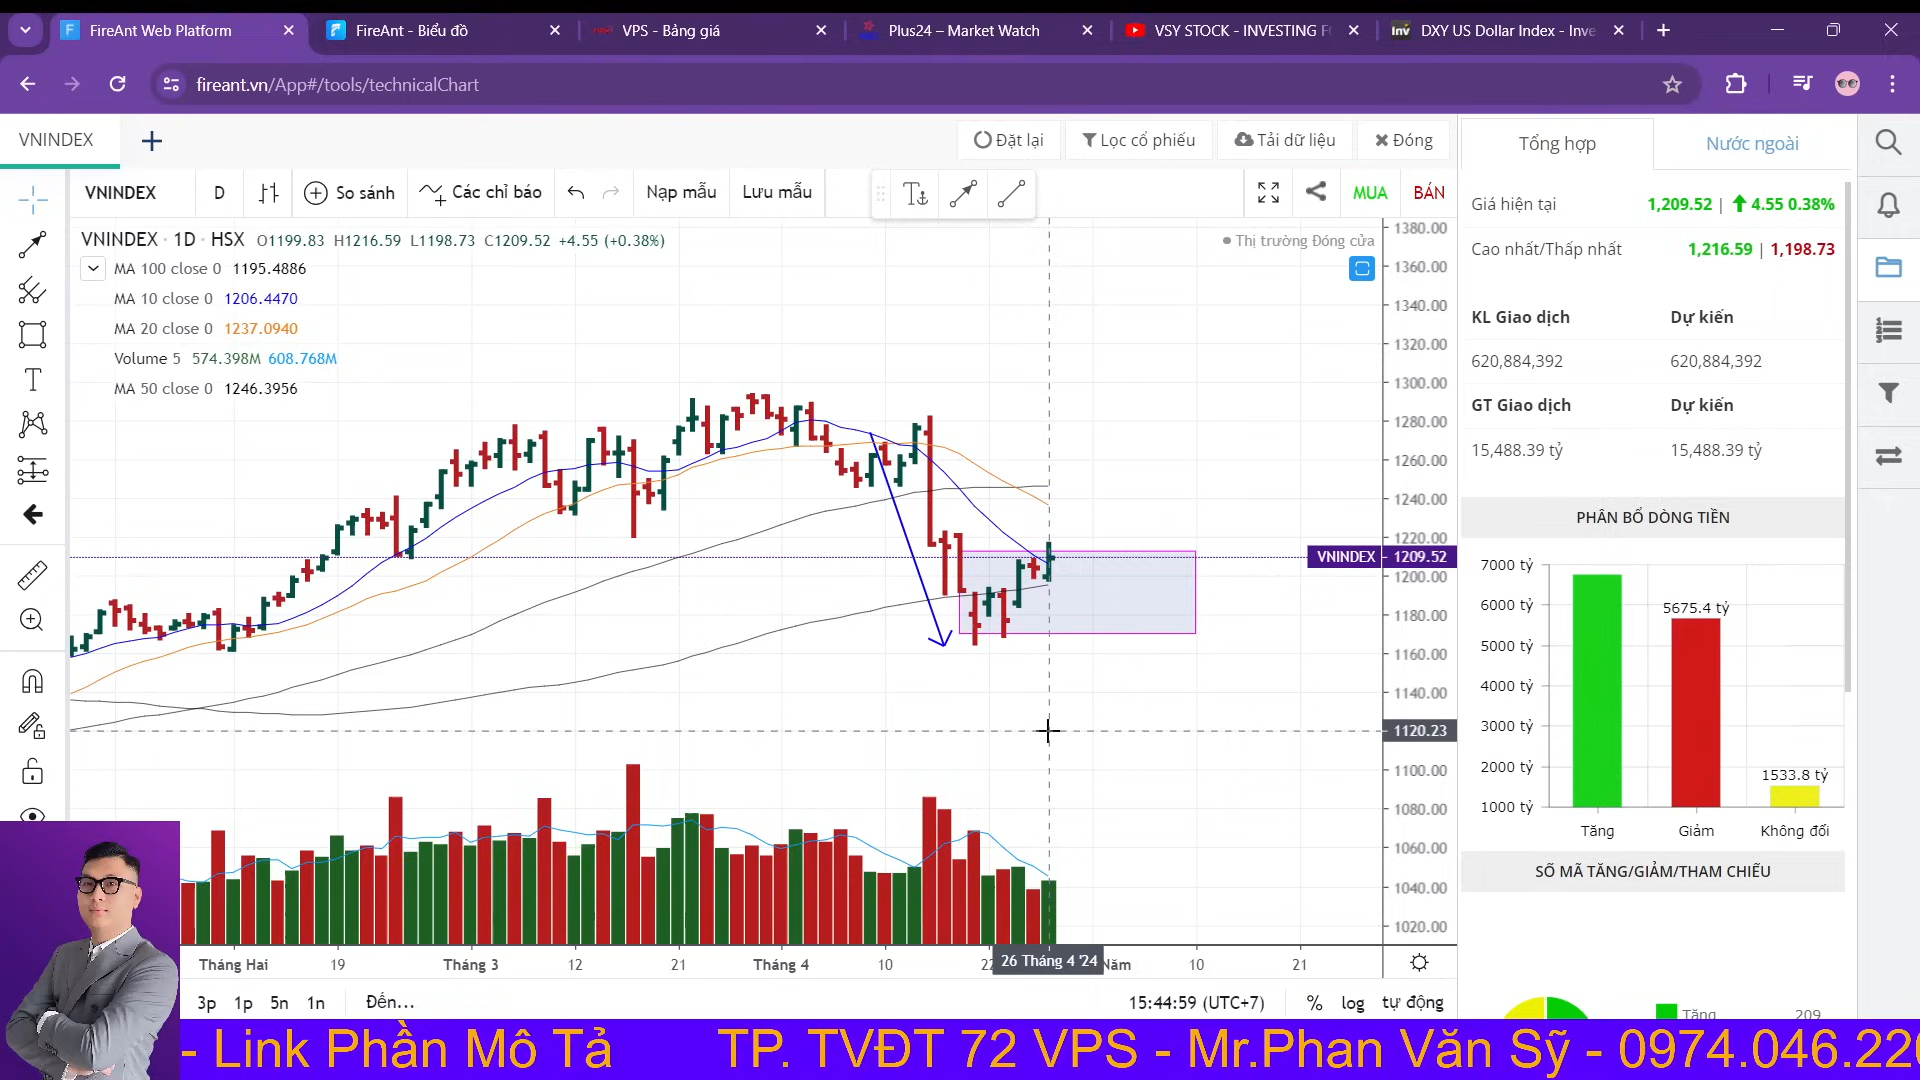 FireAnt Web Platform
FireAnt - Biểu đồ
VPS - Bảng giá
Plus24 – Market Watch
VSY STOCK - INVESTING F
DXY US Dollar Index - Inve
fireant.vn/App#/tools/technicalChart
VNINDEX
Đặt lại
Lọc cổ phiếu
Tải dữ liệu
Đóng
VNINDEX
D
So sánh
Các chỉ báo
Nạp mẫu
Lưu mẫu
MUA
BÁN
VNINDEX · 1D · HSX O1199.83 H1216.59 L1198.73 C1209.52 +4.55 (+0.38%)
Thị trường Đóng cửa
MA 100 close 0 1195.4886
MA 10 close 0 1206.4470
MA 20 close 0 1237.0940
Volume 5 574.398M 608.768M
MA 50 close 0 1246.3956
1380.00
1360.00
1340.00
1320.00
1300.00
1280.00
1260.00
1240.00
1220.00
VNINDEX 1209.52
1200.00
1180.00
1160.00
1140.00
1120.23
1100.00
1080.00
1060.00
1040.00
1020.00
Tháng Hai
19
Tháng 3
12
21
Tháng 4
10
26 Tháng 4 '24
10
21
3p 1p 5n 1n
Đến...
15:44:59 (UTC+7)
% log tự động
Tổng hợp
Nước ngoài
Giá hiện tại
1,209.52 | 4.55 0.38%
Cao nhất/Thấp nhất
1,216.59 | 1,198.73
KL Giao dịch
Dự kiến
620,884,392
620,884,392
GT Giao dịch
Dự kiến
15,488.39 tỷ
15,488.39 tỷ
PHÂN BỔ DÒNG TIỀN
7000 tỷ
6000 tỷ
5000 tỷ
4000 tỷ
3000 tỷ
2000 tỷ
1000 tỷ
5675.4 tỷ
1533.8 tỷ
Tăng
Giảm
Không đổi
SỐ MÃ TĂNG/GIẢM/THAM CHIẾU
Tăng
209
- Link Phần Mô Tả TP. TVĐT 72 VPS - Mr.Phan Văn Sỹ - 0974.046.22